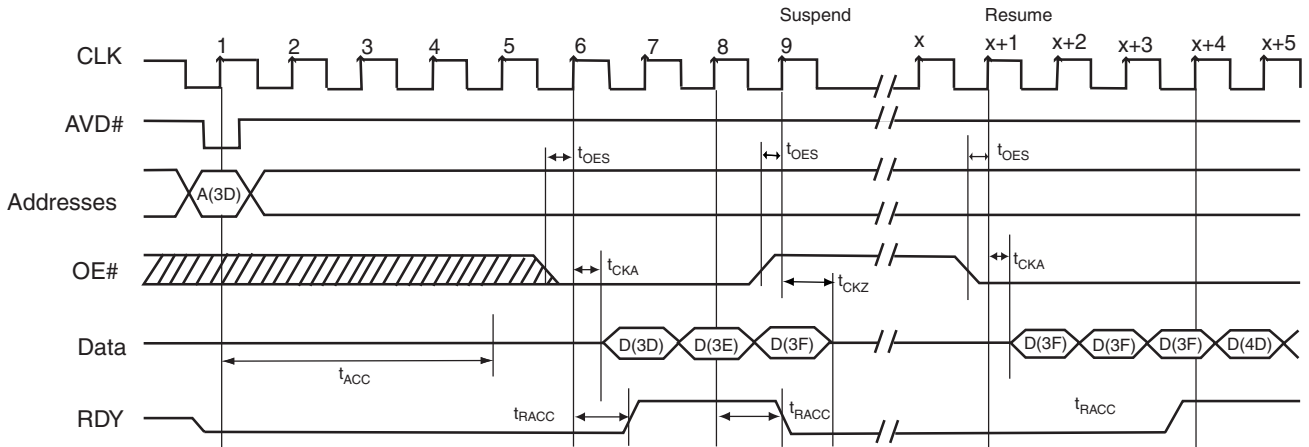 Suspend Resume
CLK 1 2 3 4 5 6 7 8 9 x x+1 x+2 x+3 x+4 x+5
AVD#
tOES tOES tOES
Addresses A(3D)
OE# tCKA tCKZ tCKA
Data D(3D) D(3E) D(3F) D(3F) D(3F) D(3F) D(4D)
tACC
RDY tRACC tRACC tRACC